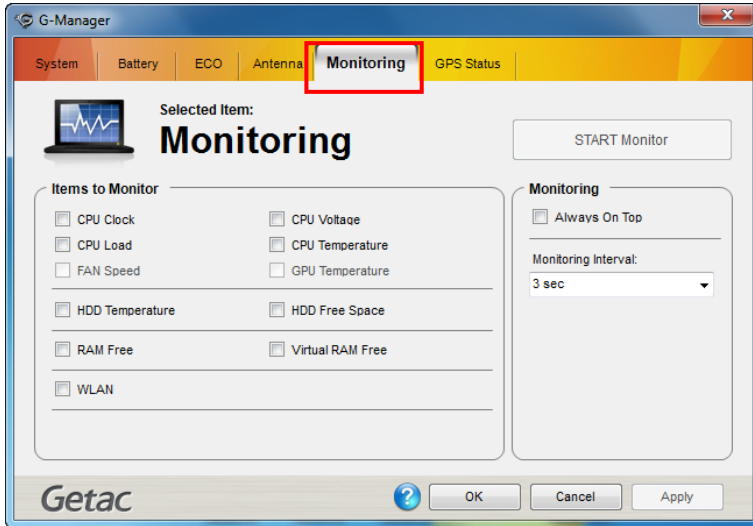 G-Manager
System Battery ECO Antenna Monitoring GPS Status
Selected Item:
Monitoring
START Monitor
Items to Monitor
CPU Clock CPU Voltage
CPU Load CPU Temperature
FAN Speed GPU Temperature
HDD Temperature HDD Free Space
RAM Free Virtual RAM Free
WLAN
Monitoring
Always On Top
Monitoring Interval:
3 sec
Getac
? OK Cancel Apply